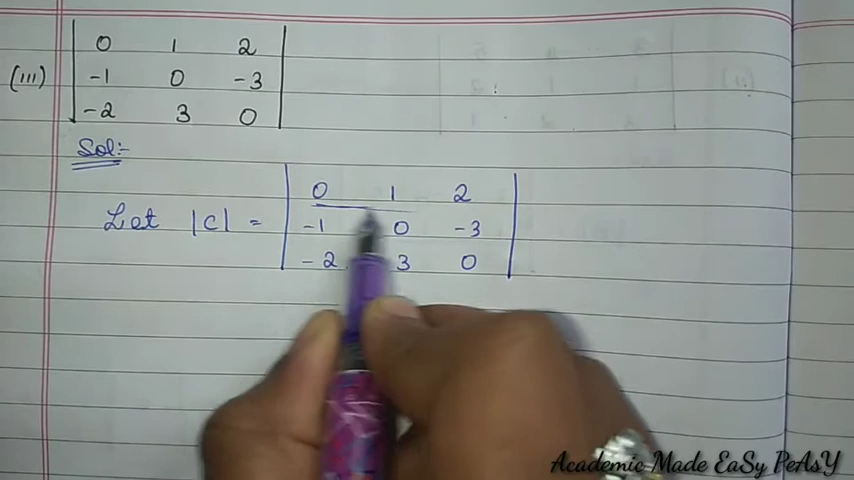 0 1 2
(iii) -1 0 -3
-2 3 0
Sol:-
0 1 2
Let |c| = -1 0 -3
-2 3 0
Academic Made EaSy PeAsY